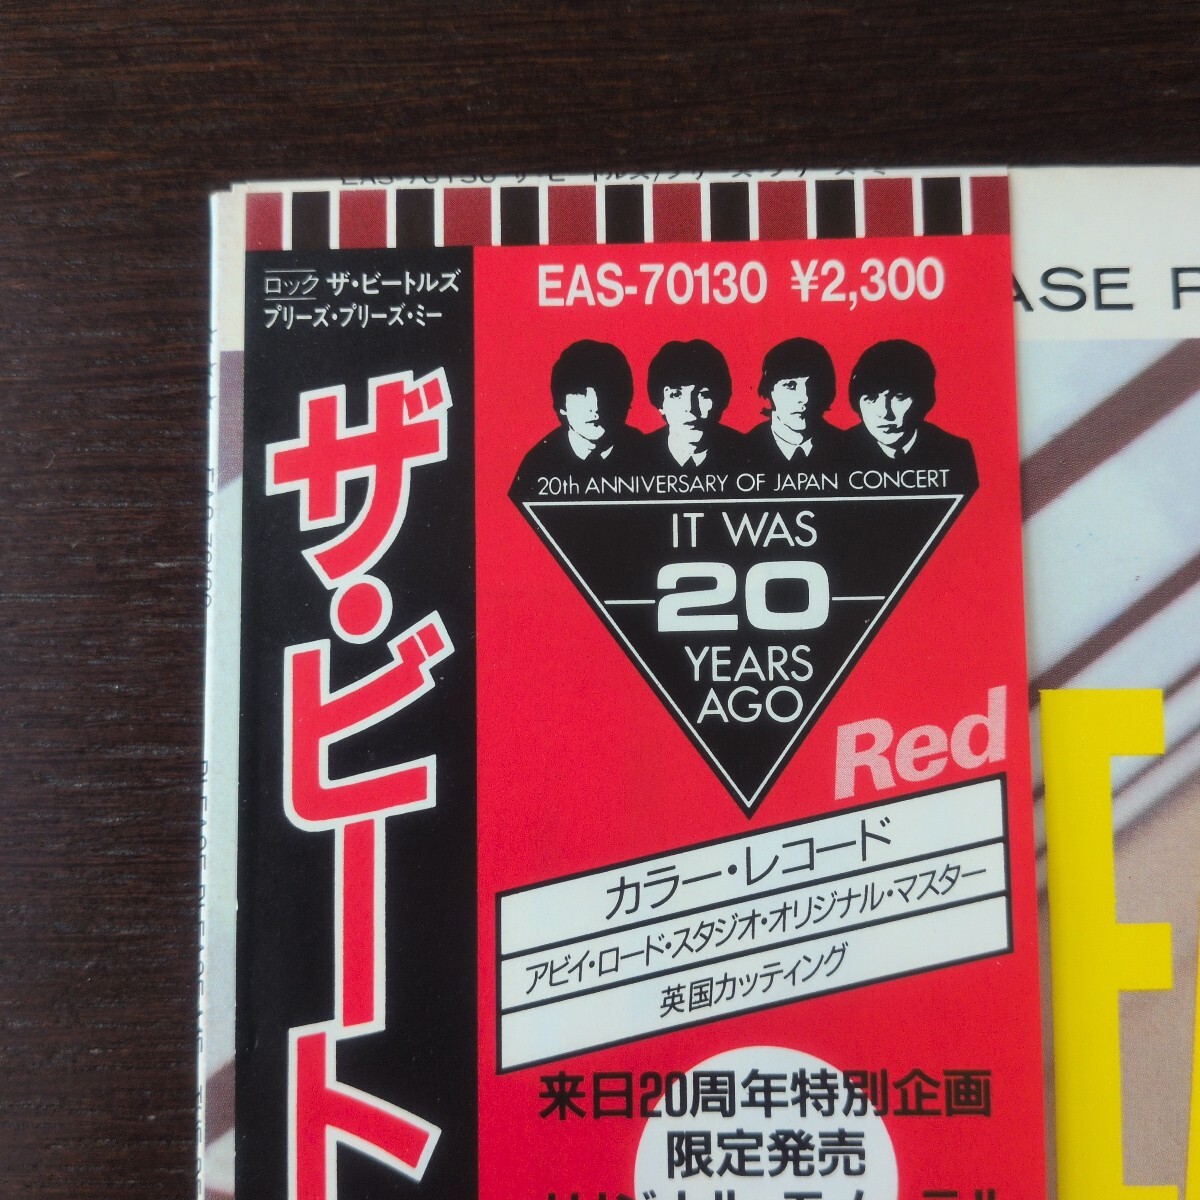 EAS-70130 ザ・ビートルズ/プリーズ・プリーズ・ミー
ロック ザ・ビートルズ
プリーズ・プリーズ・ミー
ザ・ビート
EAS-70130 ¥2,300
20th ANNIVERSARY OF JAPAN CONCERT
IT WAS
20
YEARS
AGO
Red
カラー・レコード
アビイ・ロード・スタジオ・オリジナル・マスター
英国カッティング
来日20周年特別企画
限定発売
ASE P
E
PLEASE PLEASE ME